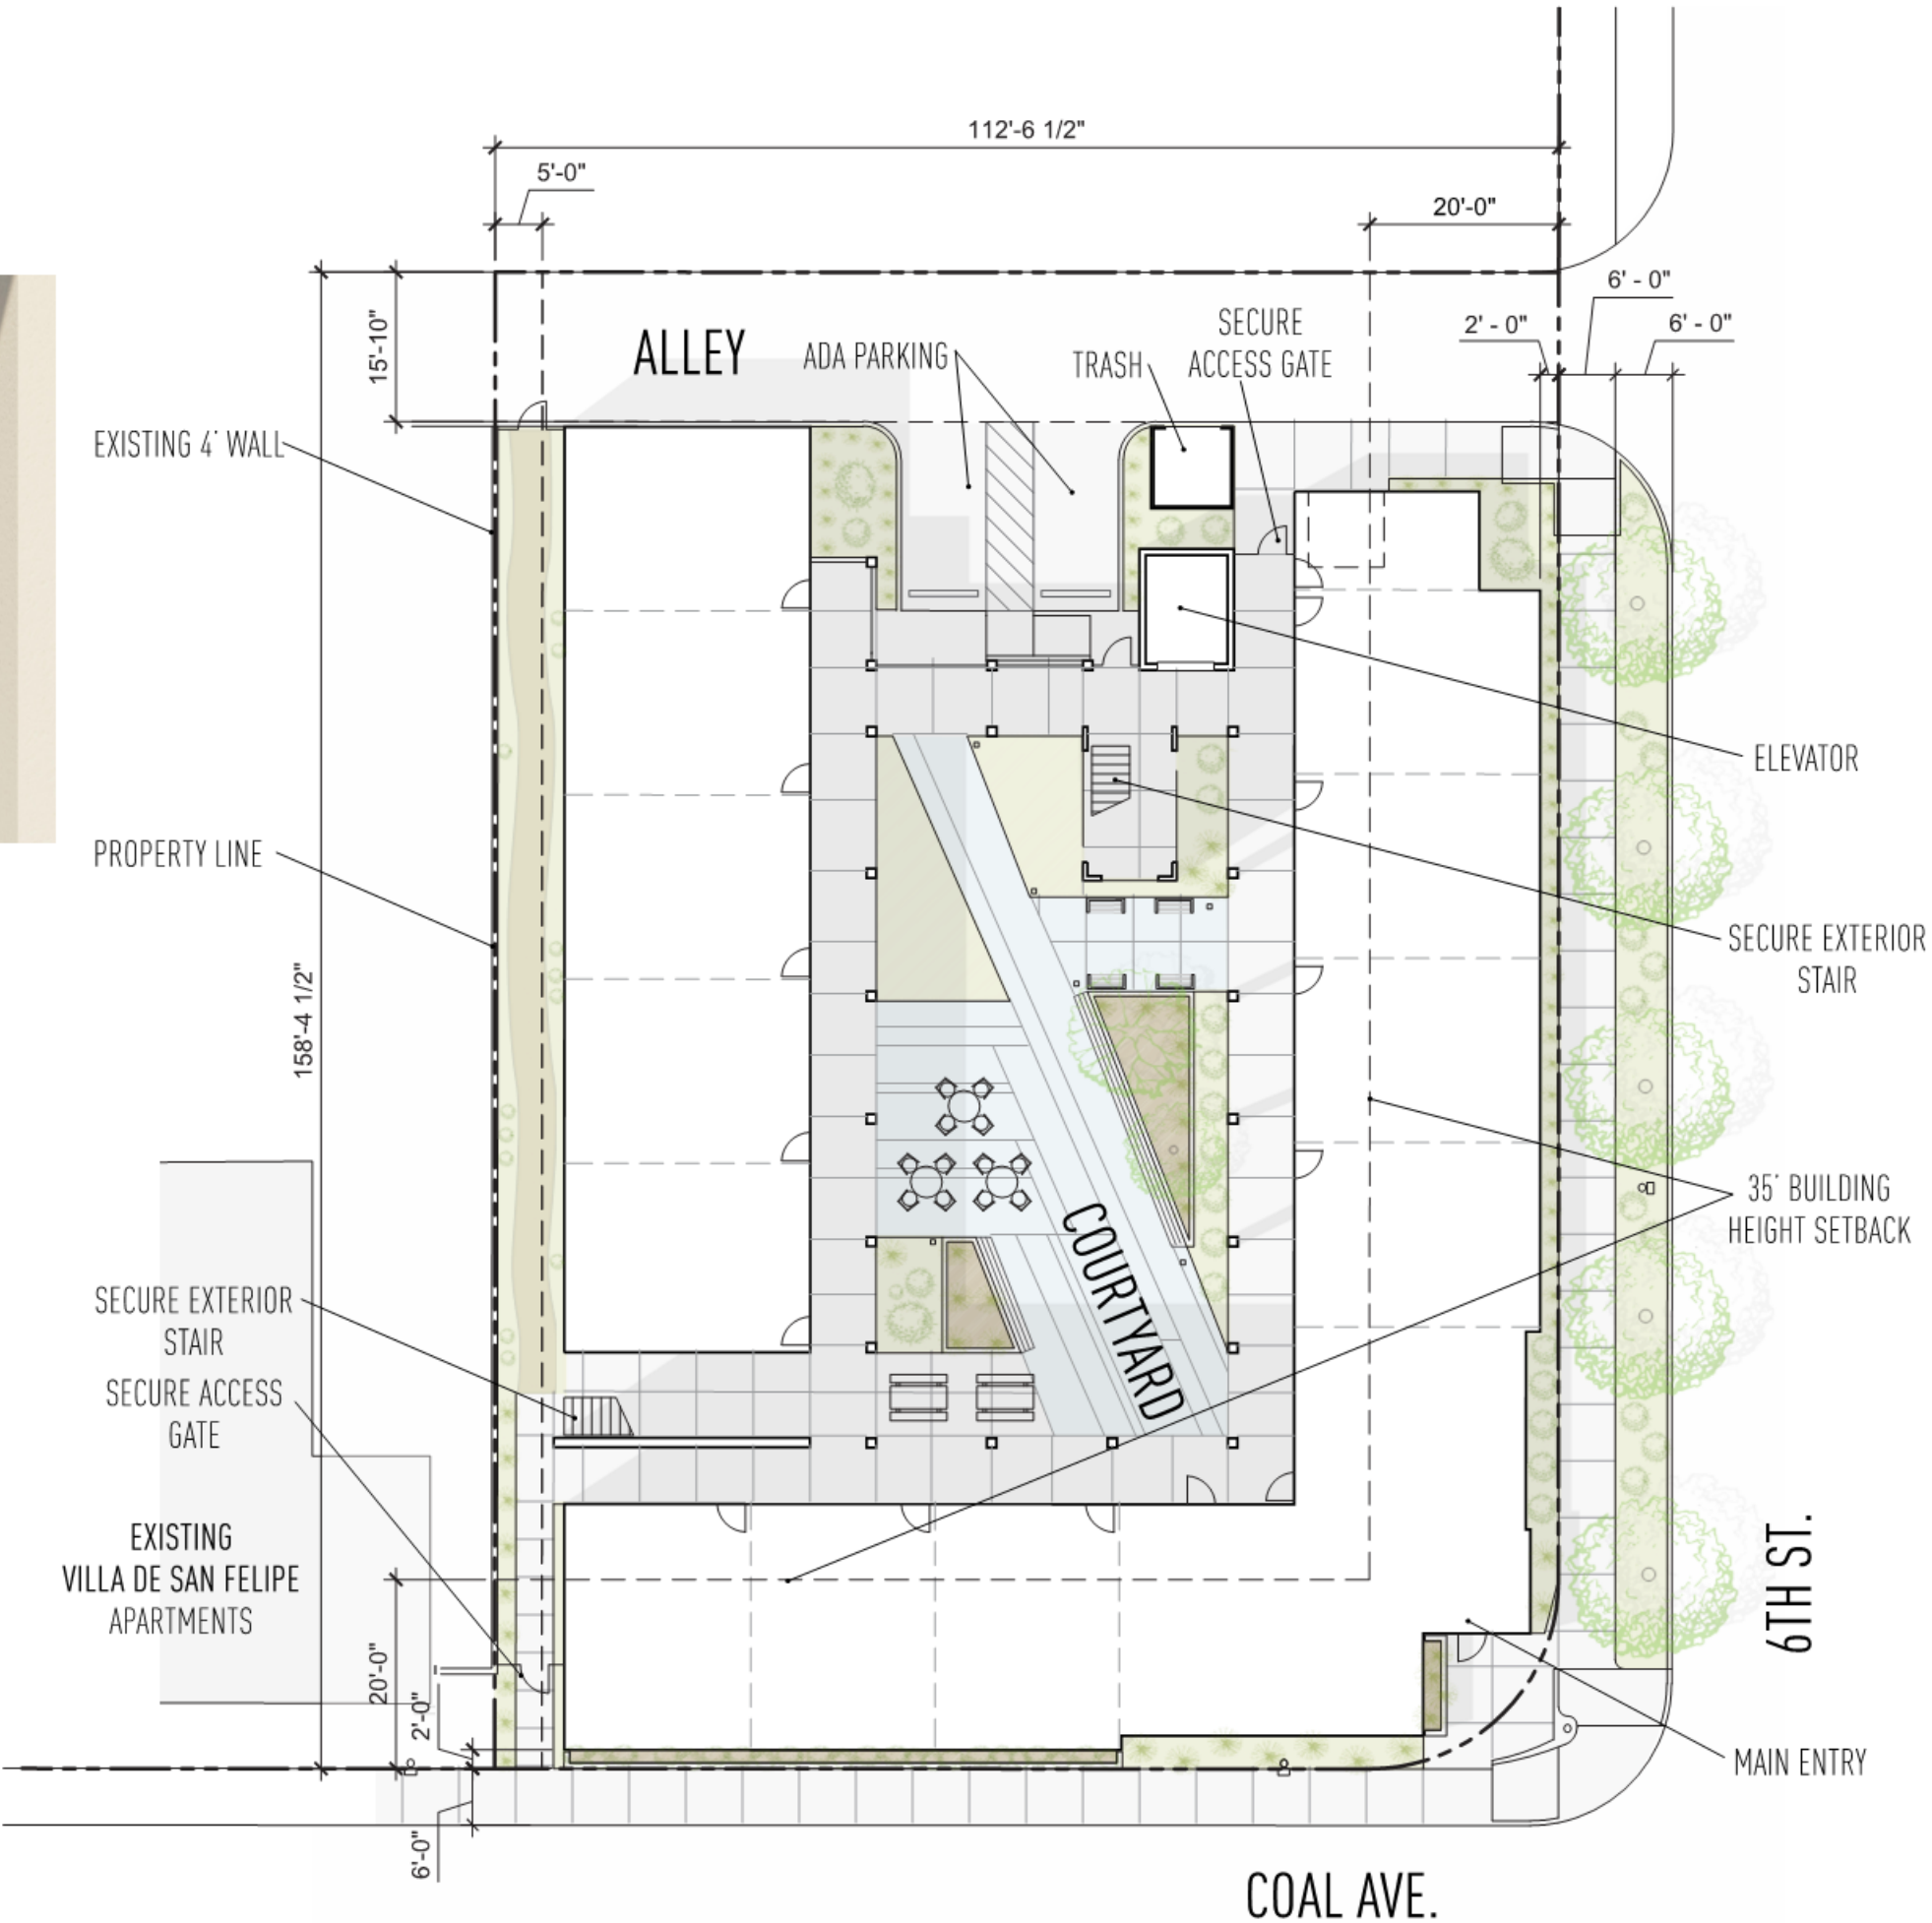 112'-6 1/2"
5'-0"
20'-0"
6' - 0"
2' - 0"
6' - 0"
15'-10"
ALLEY
ADA PARKING
TRASH
SECURE
ACCESS GATE
EXISTING 4' WALL
ELEVATOR
PROPERTY LINE
SECURE EXTERIOR
STAIR
158'-4 1/2"
35' BUILDING
HEIGHT SETBACK
COURTYARD
SECURE EXTERIOR
STAIR
SECURE ACCESS
GATE
EXISTING
VILLA DE SAN FELIPE
APARTMENTS
6TH ST.
20'-0"
2'-0"
MAIN ENTRY
6'-0"
COAL AVE.